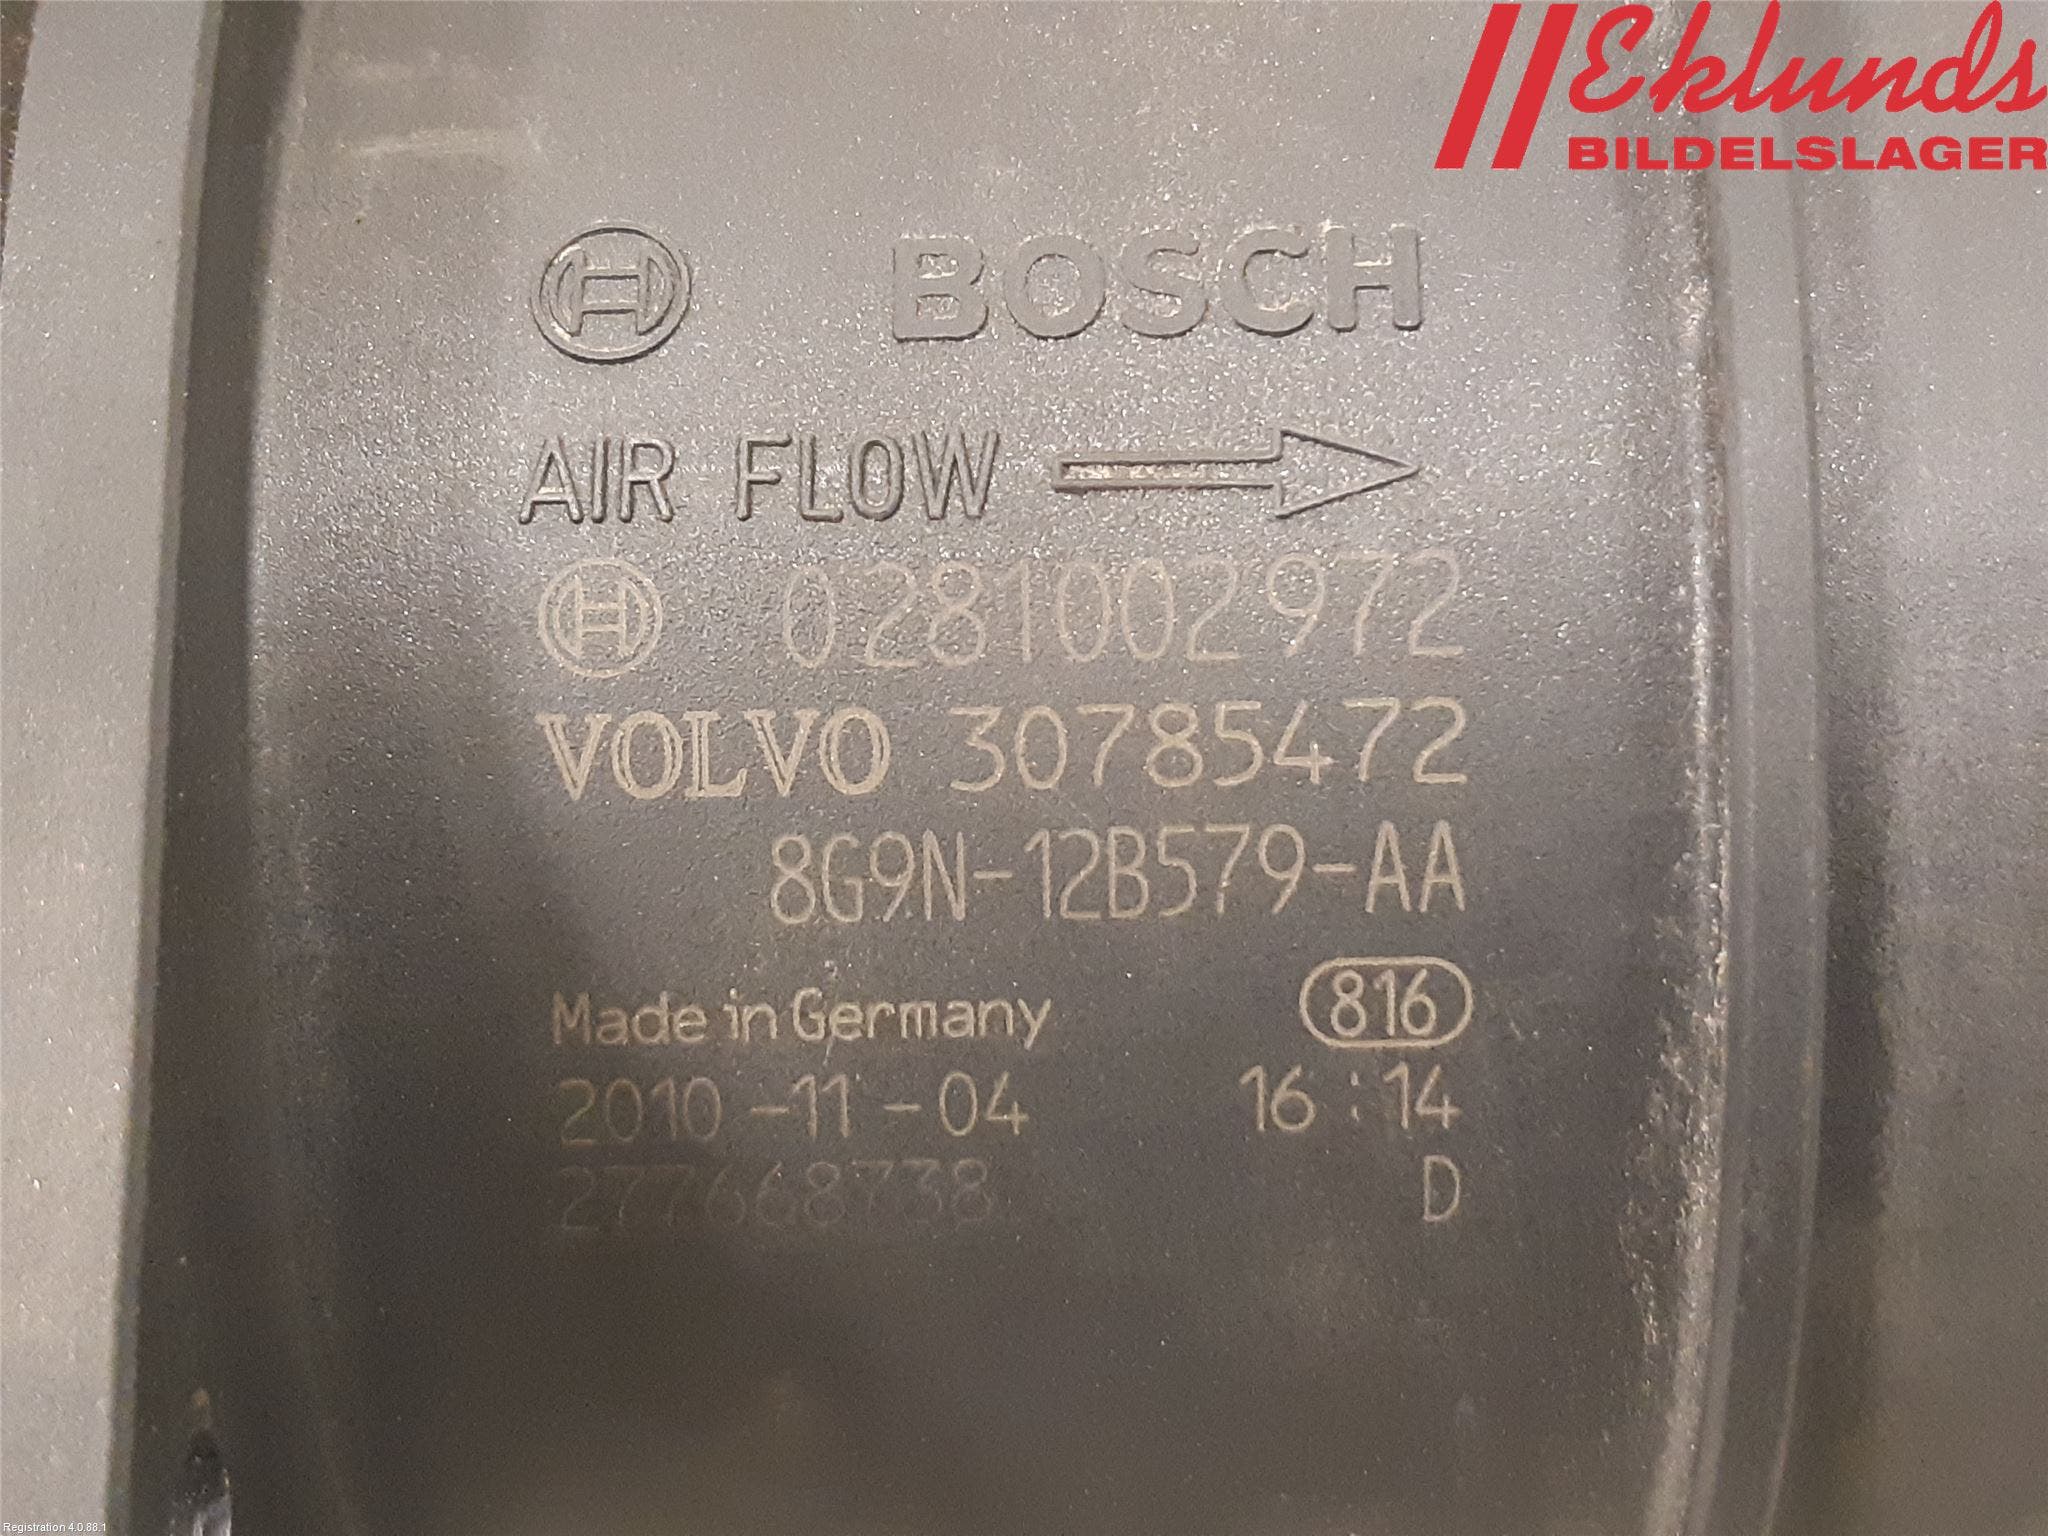 Eklunds
BILDELSLAGER
BOSCH
AIR FLOW
0281002972
VOLVO 30785472
8G9N-12B579-AA
Made in Germany 816
2010-11-04 16:14
277668738 D
Registration 4.0.88.1